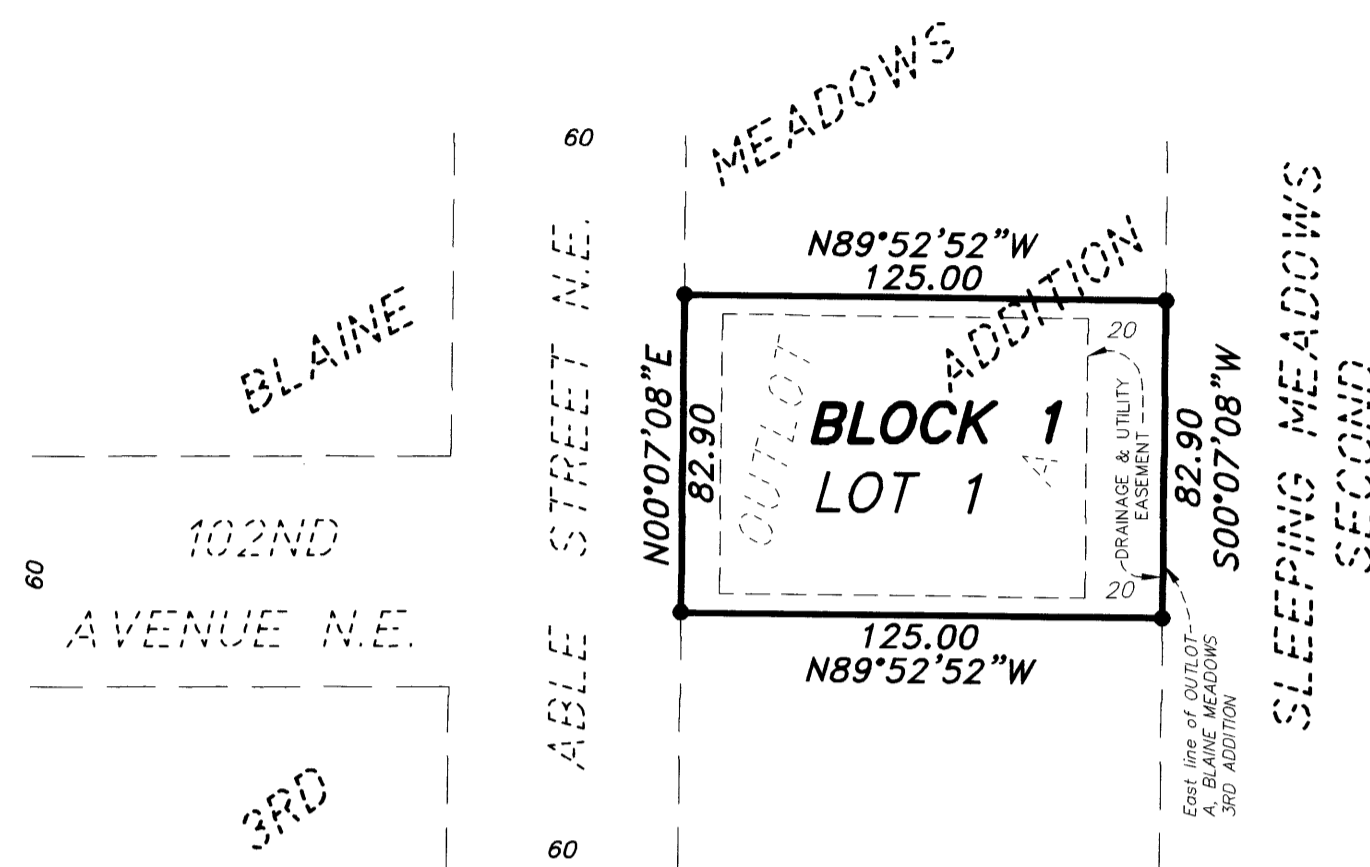 MEADOWS
60
BLAINE
ABLE STREET N.E.
N89°52'52"W
125.00
ADDITION
N00°07'08"E
82.90
OUTLOT
A
BLOCK 1
LOT 1
20
DRAINAGE & UTILITY
EASEMENT
20
82.90
S00°07'08"W
SLEEPING MEADOWS
SECOND
102ND
AVENUE N.E.
60
125.00
N89°52'52"W
East line of OUTLOT
A, BLAINE MEADOWS
3RD ADDITION
3RD
60